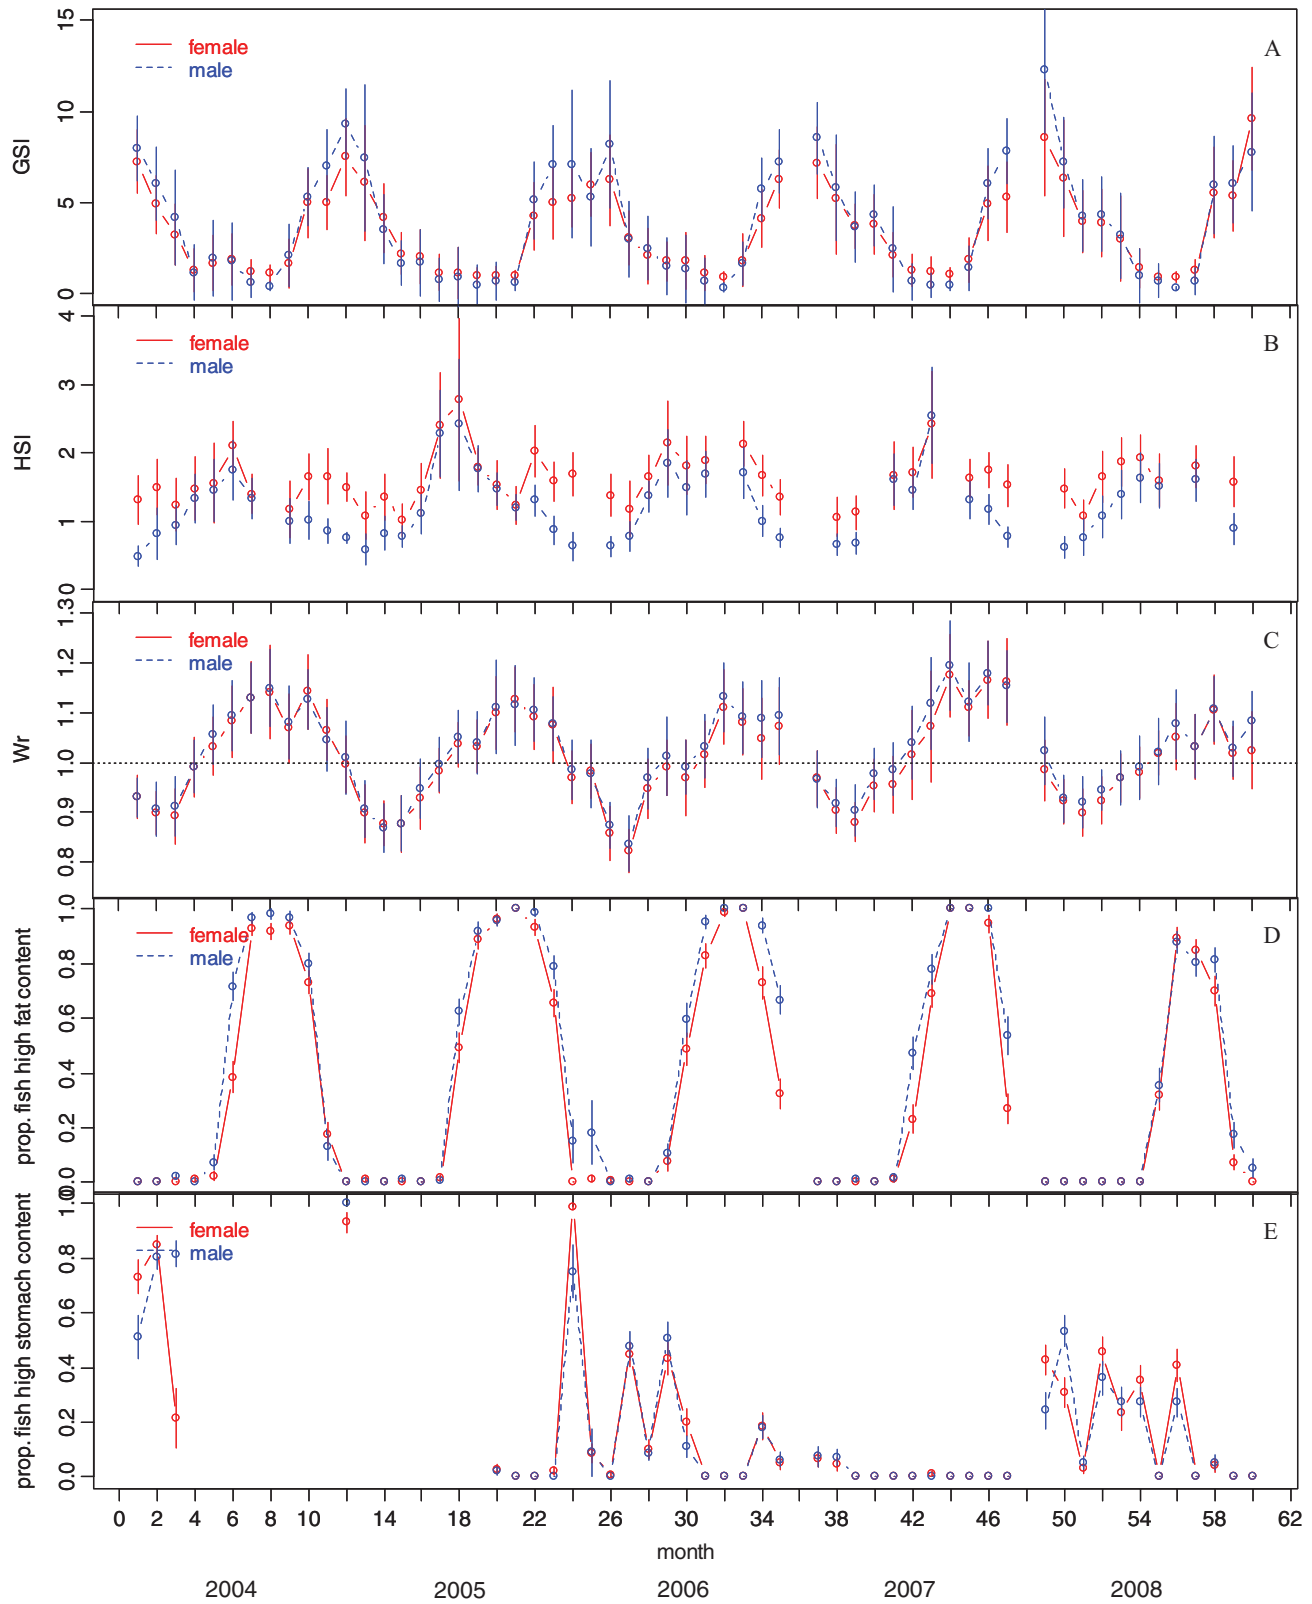 A
female
male
GSI
15
10
5
0
B
female
male
HSI
4
3
2
1
0
C
female
male
Wr
1.3
1.2
1.1
1.0
0.9
0.8
D
female
male
prop. fish high fat content
1.0
0.8
0.6
0.4
0.2
0.0
E
female
male
prop. fish high stomach content
1.0
0.8
0.6
0.4
0.2
0.0
0 2 4 6 8 10 14 18 22 26 30 34 38 42 46 50 54 58 62
month
2004 2005 2006 2007 2008